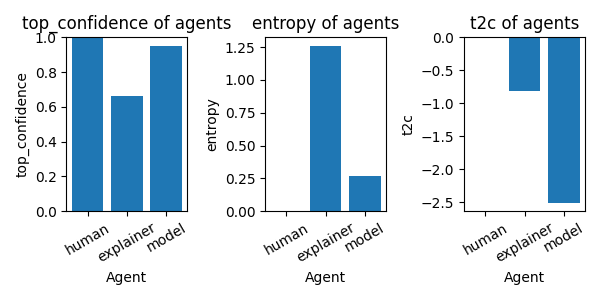 top_confidence of agents
top_confidence
1.0
0.8
0.6
0.4
0.2
0.0
human
explainer
model
Agent
entropy of agents
entropy
1.25
1.00
0.75
0.50
0.25
0.00
human
explainer
model
Agent
t2c of agents
t2c
0.0
−0.5
−1.0
−1.5
−2.0
−2.5
human
explainer
model
Agent